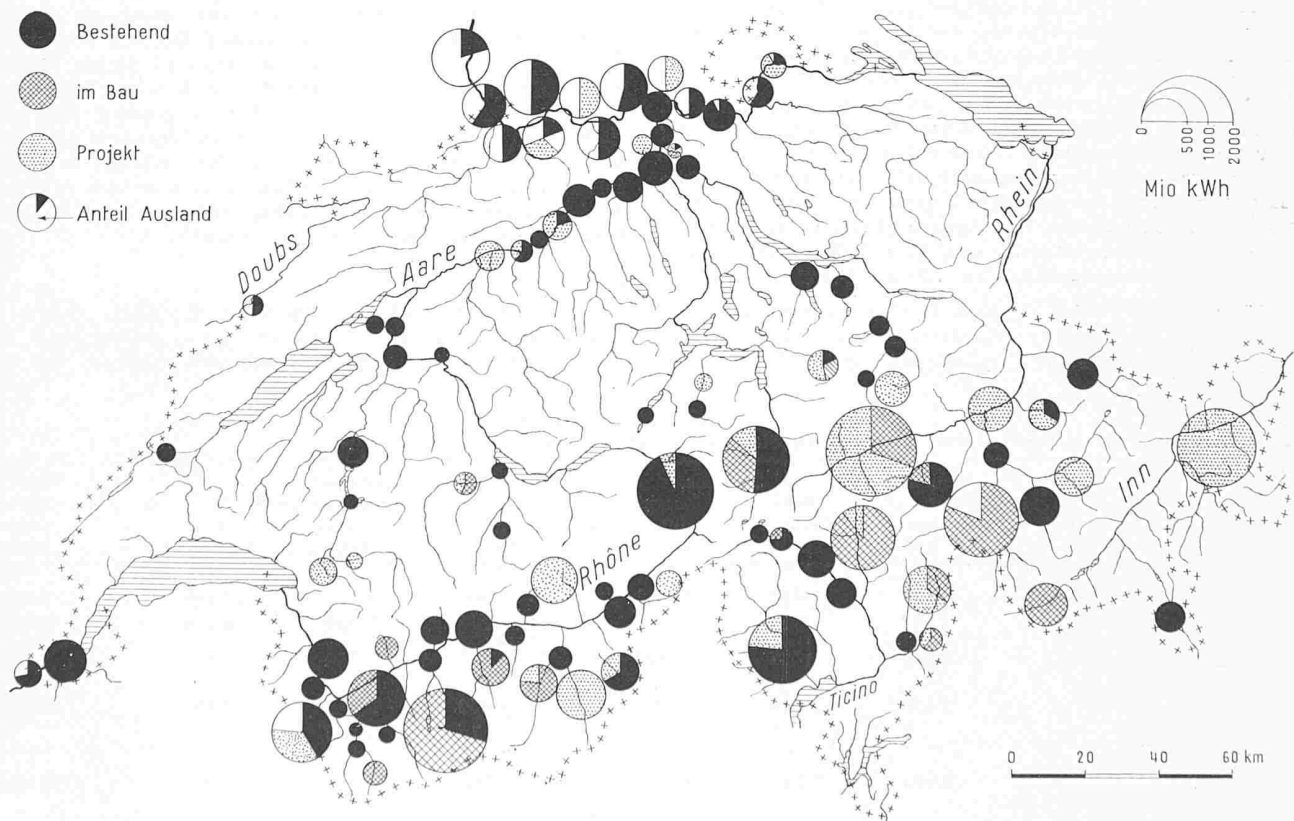 Bestehend
im Bau
Projekt
Anteil Ausland
0 500 1000 2000
Mio kWh
Rhein
Doubs
Aare
Inn
Rhône
Ticino
0 20 40 60 km